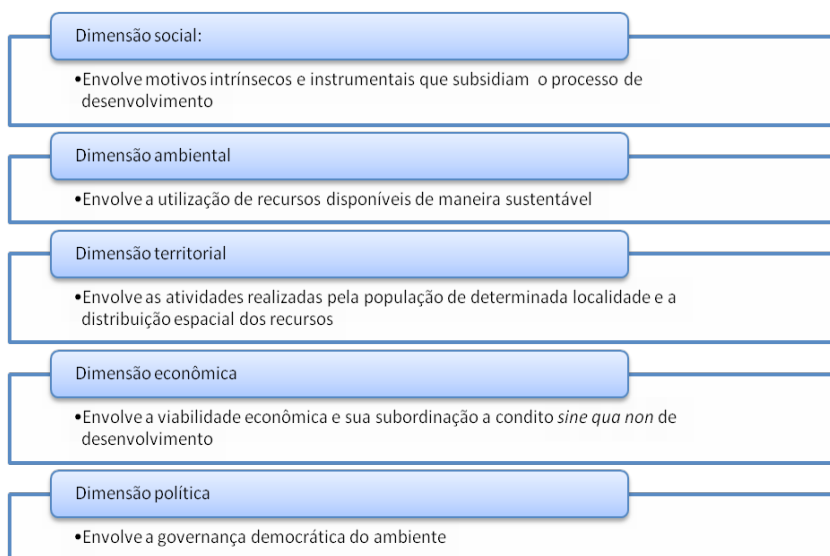 Dimensão social:
•Envolve motivos intrínsecos e instrumentais que subsidiam o processo de
desenvolvimento
Dimensão ambiental
•Envolve a utilização de recursos disponíveis de maneira sustentável
Dimensão territorial
•Envolve as atividades realizadas pela população de determinada localidade e a
distribuição espacial dos recursos
Dimensão econômica
•Envolve a viabilidade econômica e sua subordinação a condito sine qua non de
desenvolvimento
Dimensão política
•Envolve a governança democrática do ambiente